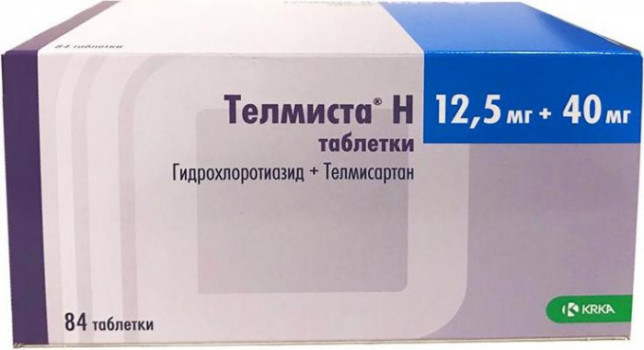 84 таблетки
Телмиста® Н 12,5 мг + 40 мг
таблетки
Гидрохлоротиазид + Телмисартан
84 таблетки
KRKA